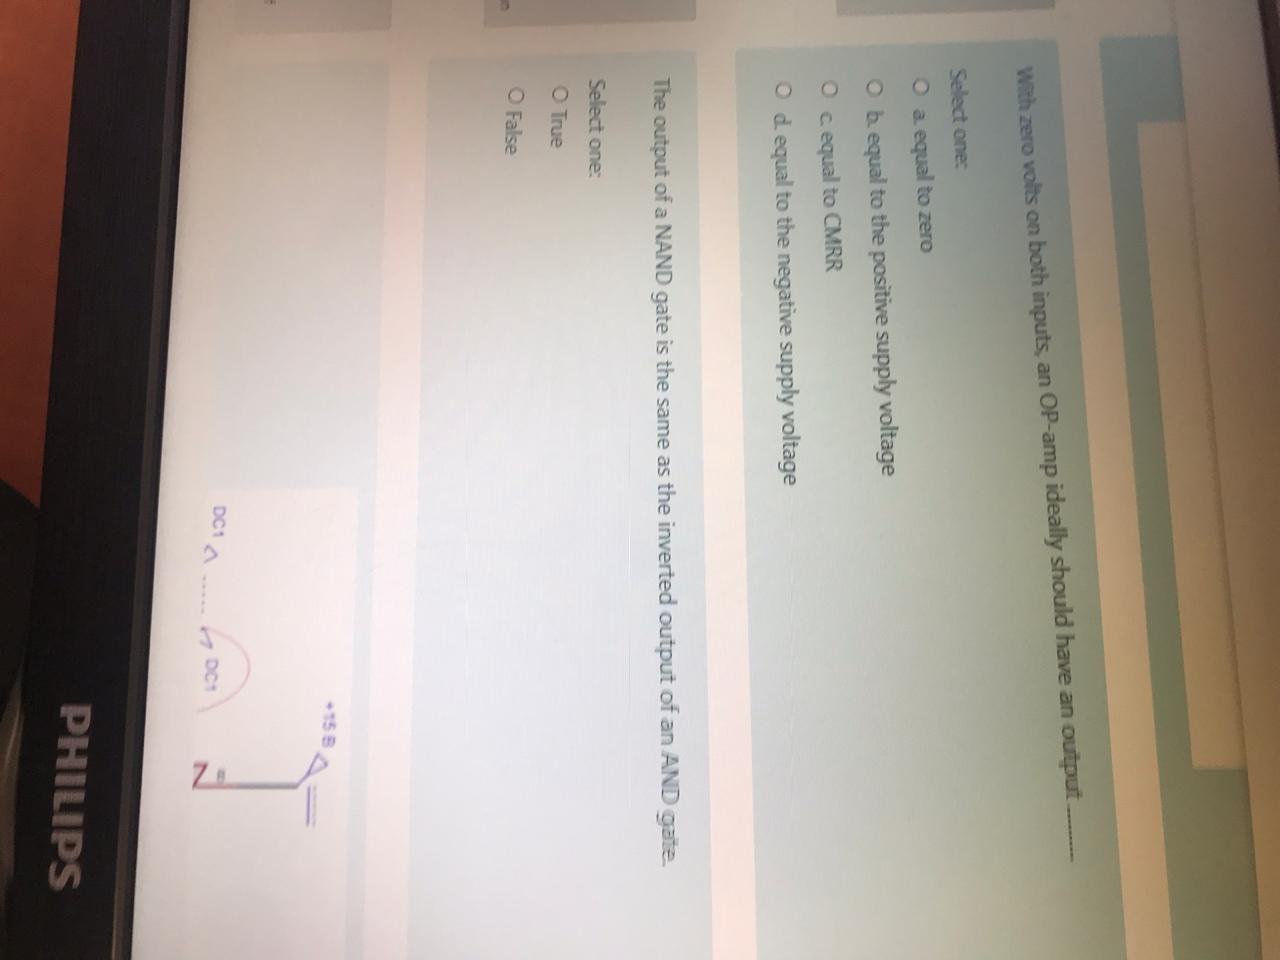 With zero volts on both inputs, an OP-amp ideally should have an output ..........
Select one:
a. equal to zero
b. equal to the positive supply voltage
c. equal to CMRR
d. equal to the negative supply voltage
The output of a NAND gate is the same as the inverted output of an AND gate.
Select one:
True
False
+15 B
DC1
DC1
PHILIPS